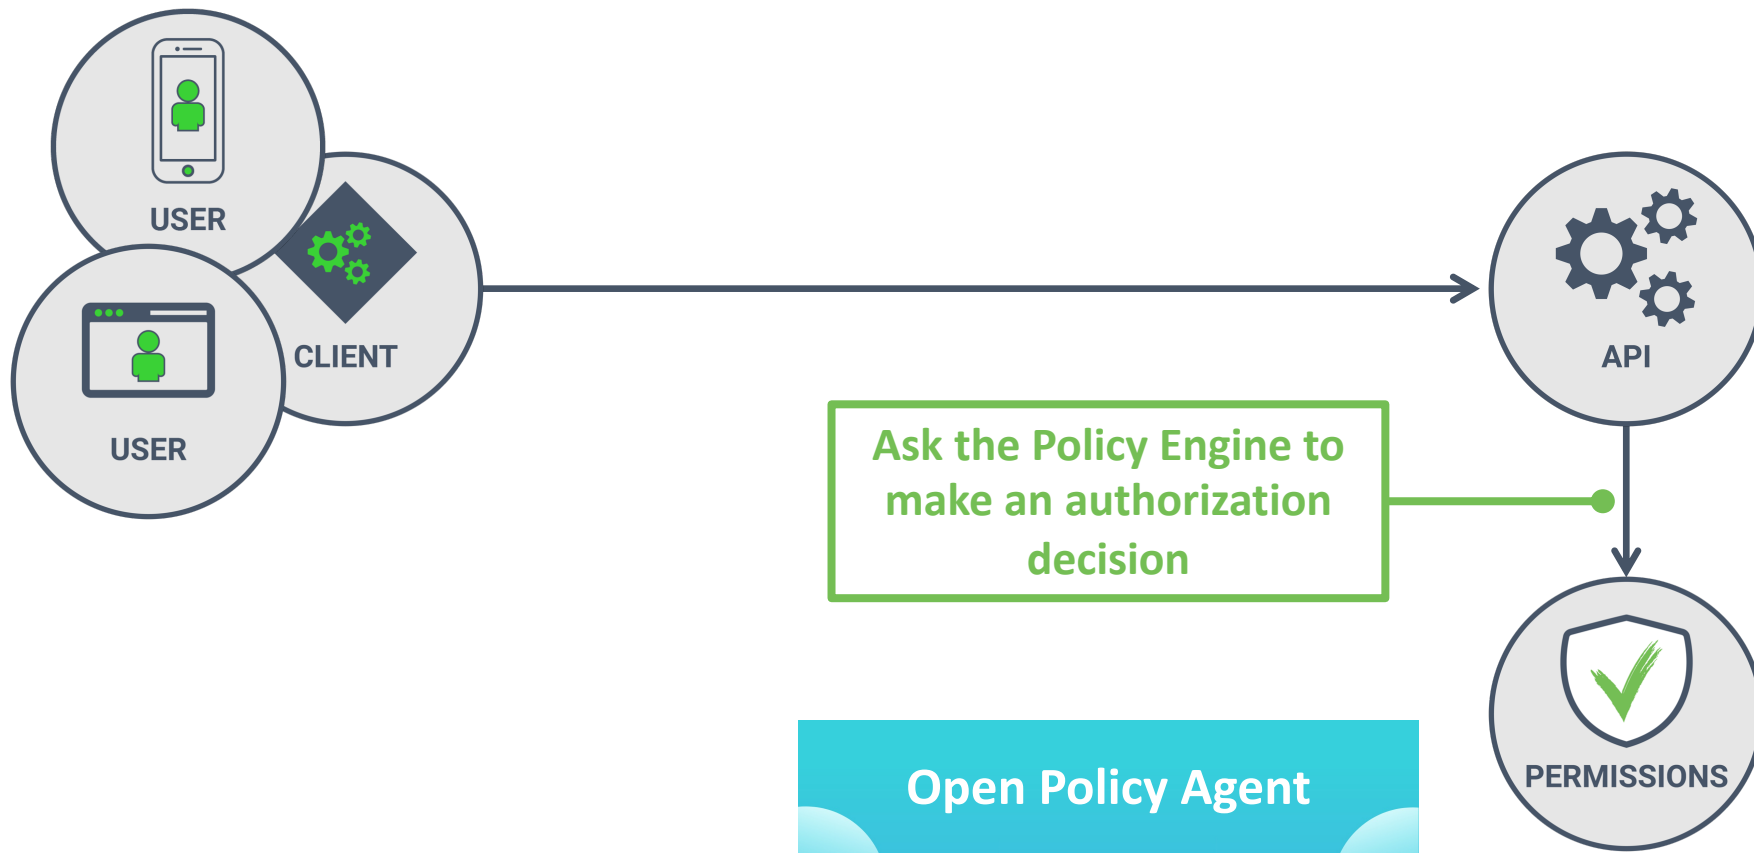 USER
CLIENT
USER
API
Ask the Policy Engine to
make an authorization
decision
PERMISSIONS
Open Policy Agent